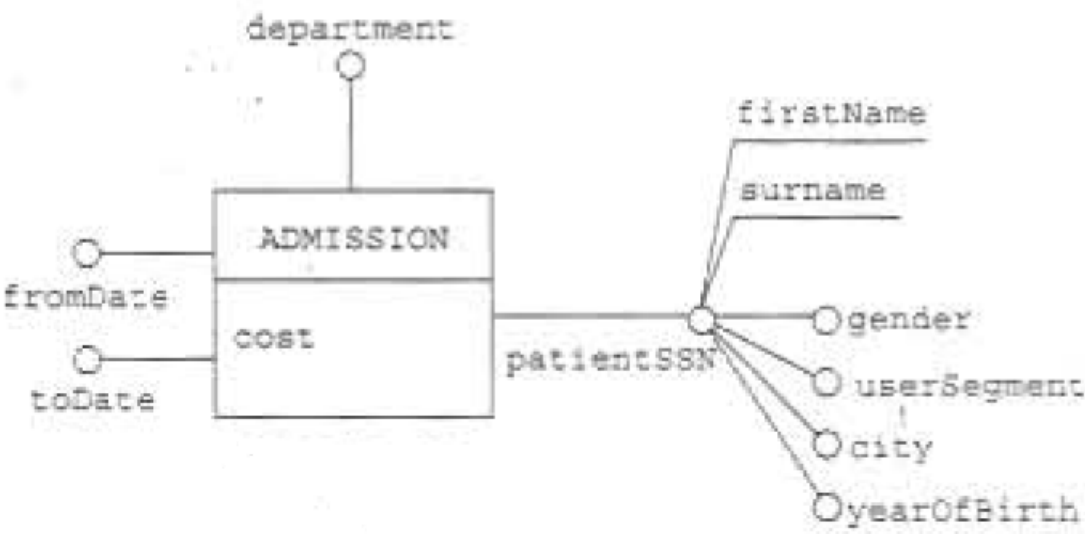 department
firstName
surname
ADMISSION
fromDate
cost
gender
patientSSN
userSegment
toDate
city
yearOfBirth